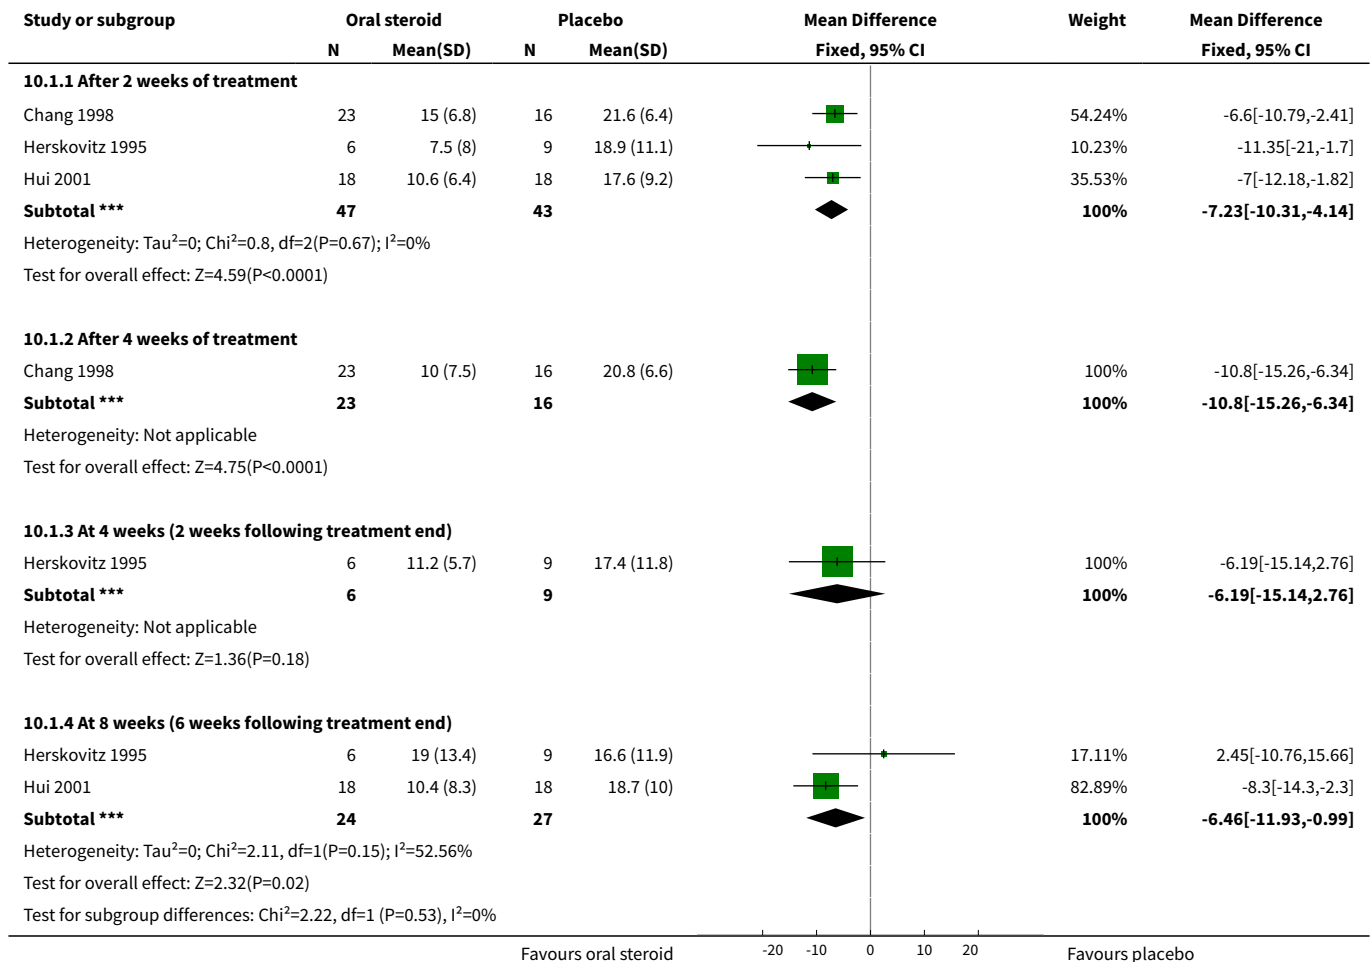 Study or subgroup Oral steroid Placebo Mean Difference Weight Mean Difference
N Mean(SD) N Mean(SD) Fixed, 95% CI Fixed, 95% CI
10.1.1 After 2 weeks of treatment
Chang 1998 23 15 (6.8) 16 21.6 (6.4) 54.24% -6.6[-10.79,-2.41]
Herskovitz 1995 6 7.5 (8) 9 18.9 (11.1) 10.23% -11.35[-21,-1.7]
Hui 2001 18 10.6 (6.4) 18 17.6 (9.2) 35.53% -7[-12.18,-1.82]
Subtotal *** 47 43 100% -7.23[-10.31,-4.14]
Heterogeneity: Tau²=0; Chi²=0.8, df=2(P=0.67); I²=0%
Test for overall effect: Z=4.59(P<0.0001)
10.1.2 After 4 weeks of treatment
Chang 1998 23 10 (7.5) 16 20.8 (6.6) 100% -10.8[-15.26,-6.34]
Subtotal *** 23 16 100% -10.8[-15.26,-6.34]
Heterogeneity: Not applicable
Test for overall effect: Z=4.75(P<0.0001)
10.1.3 At 4 weeks (2 weeks following treatment end)
Herskovitz 1995 6 11.2 (5.7) 9 17.4 (11.8) 100% -6.19[-15.14,2.76]
Subtotal *** 6 9 100% -6.19[-15.14,2.76]
Heterogeneity: Not applicable
Test for overall effect: Z=1.36(P=0.18)
10.1.4 At 8 weeks (6 weeks following treatment end)
Herskovitz 1995 6 19 (13.4) 9 16.6 (11.9) 17.11% 2.45[-10.76,15.66]
Hui 2001 18 10.4 (8.3) 18 18.7 (10) 82.89% -8.3[-14.3,-2.3]
Subtotal *** 24 27 100% -6.46[-11.93,-0.99]
Heterogeneity: Tau²=0; Chi²=2.11, df=1(P=0.15); I²=52.56%
Test for overall effect: Z=2.32(P=0.02)
Test for subgroup differences: Chi²=2.22, df=1 (P=0.53), I²=0%
Favours oral steroid -20 -10 0 10 20 Favours placebo